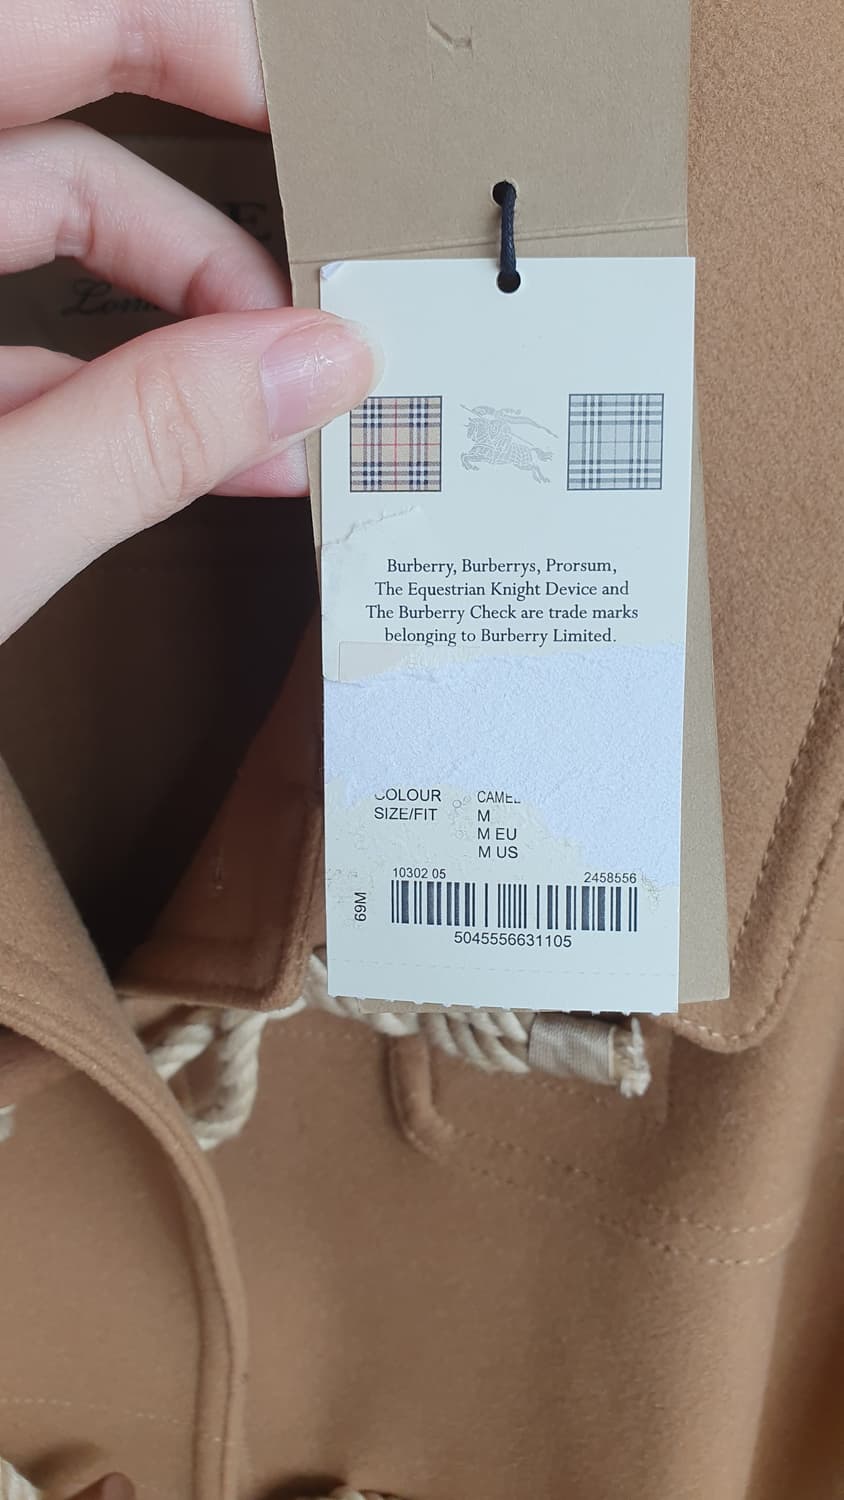 Burberry, Burberrys, Prorsum,
The Equestrian Knight Device and
The Burberry Check are trade marks
belonging to Burberry Limited.
COLOUR CAMEL
SIZE/FIT M
M EU
M US
10302 05 2458556
69M
5045556631105